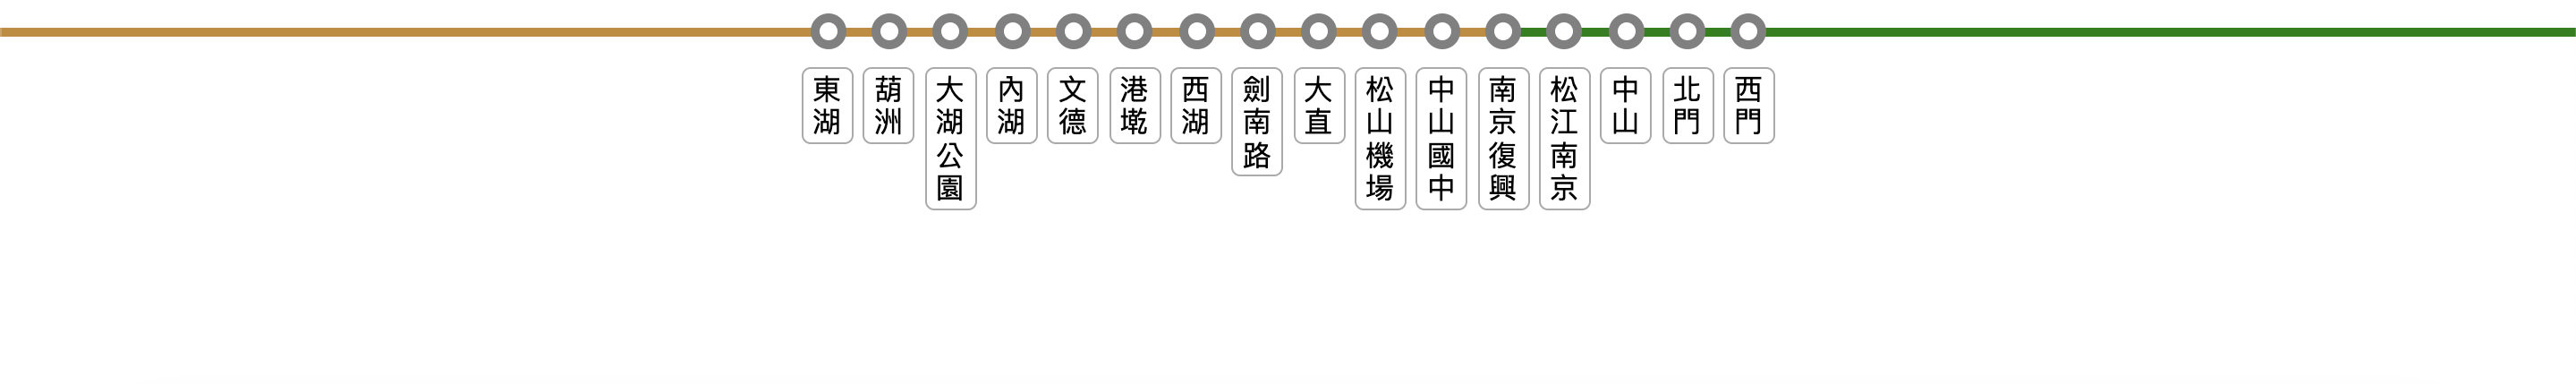 東湖
葫洲
大湖公園
內湖
文德
港墘
西湖
劍南路
大直
松山機場
中山國中
南京復興
松江南京
中山
北門
西門